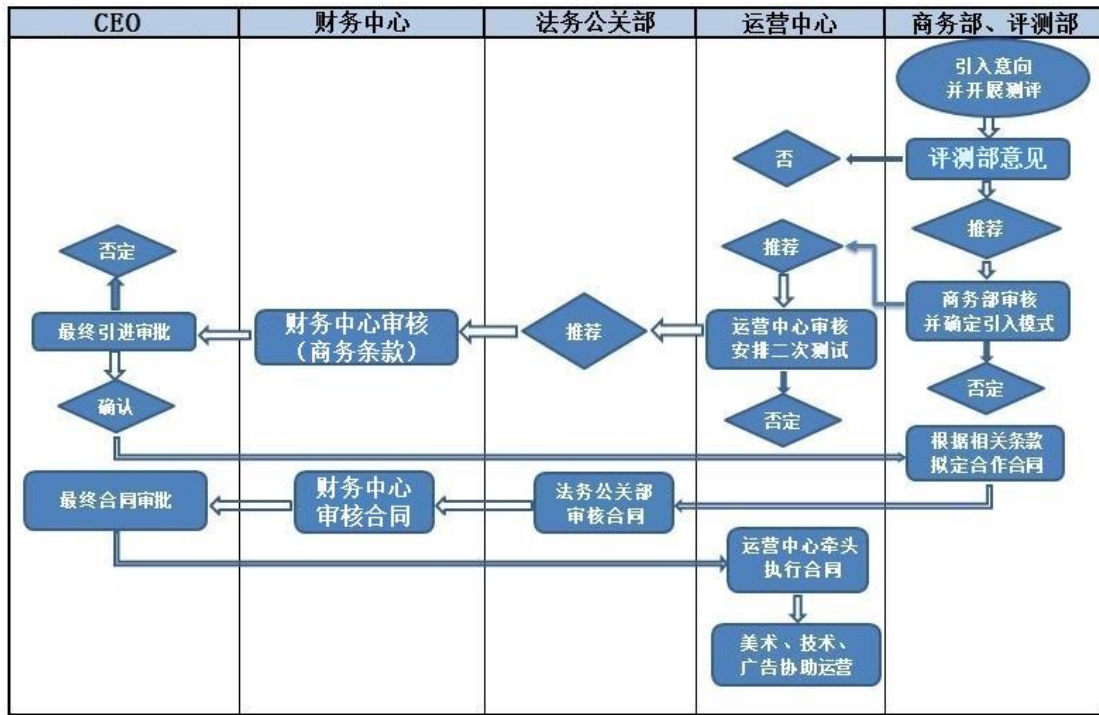 CEO
财务中心
法务公关部
运营中心
商务部、评测部
引入意向
并开展测评
否
评测部意见
推荐
否定
推荐
商务部审核
并确定引入模式
最终引进审批
财务中心审核
（商务条款）
推荐
运营中心审核
安排二次测试
否定
确认
否定
根据相关条款
拟定合作合同
最终合同审批
财务中心
审核合同
法务公关部
审核合同
运营中心牵头
执行合同
美术、技术、
广告协助运营